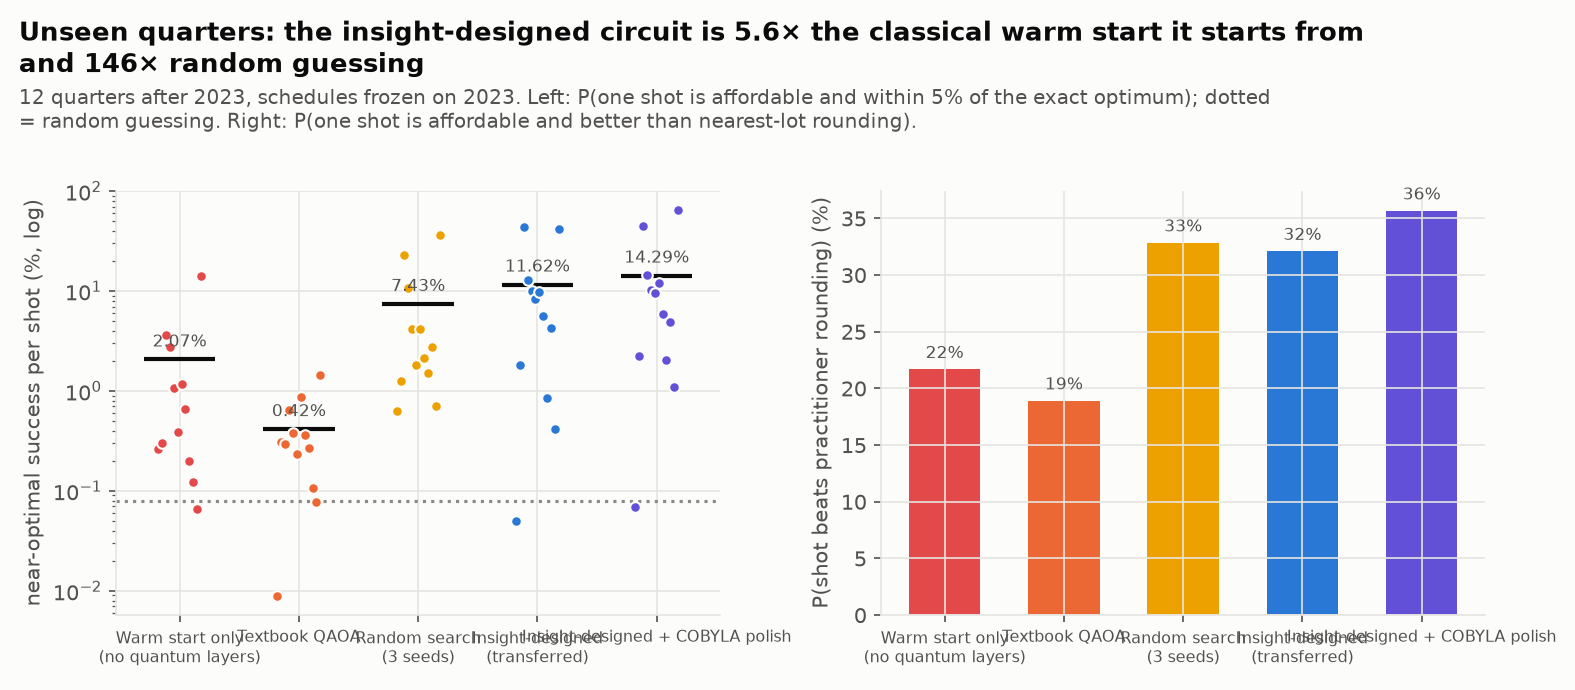 Unseen quarters: the insight-designed circuit is 5.6× the classical warm start it starts from
and 146× random guessing
12 quarters after 2023, schedules frozen on 2023. Left: P(one shot is affordable and within 5% of the exact optimum); dotted
= random guessing. Right: P(one shot is affordable and better than nearest-lot rounding).
near-optimal success per shot (%, log)
10²
10¹
10⁰
10⁻¹
10⁻²
2.07%
0.42%
7.43%
11.62%
14.29%
Warm start only
(no quantum layers)
Textbook QAOA
Random search
(3 seeds)
Insight-designed
(transferred)
Insight-designed + COBYLA polish
P(shot beats practitioner rounding) (%)
35
30
25
20
15
10
5
0
22%
19%
33%
32%
36%
Warm start only
(no quantum layers)
Textbook QAOA
Random search
(3 seeds)
Insight-designed
(transferred)
Insight-designed + COBYLA polish